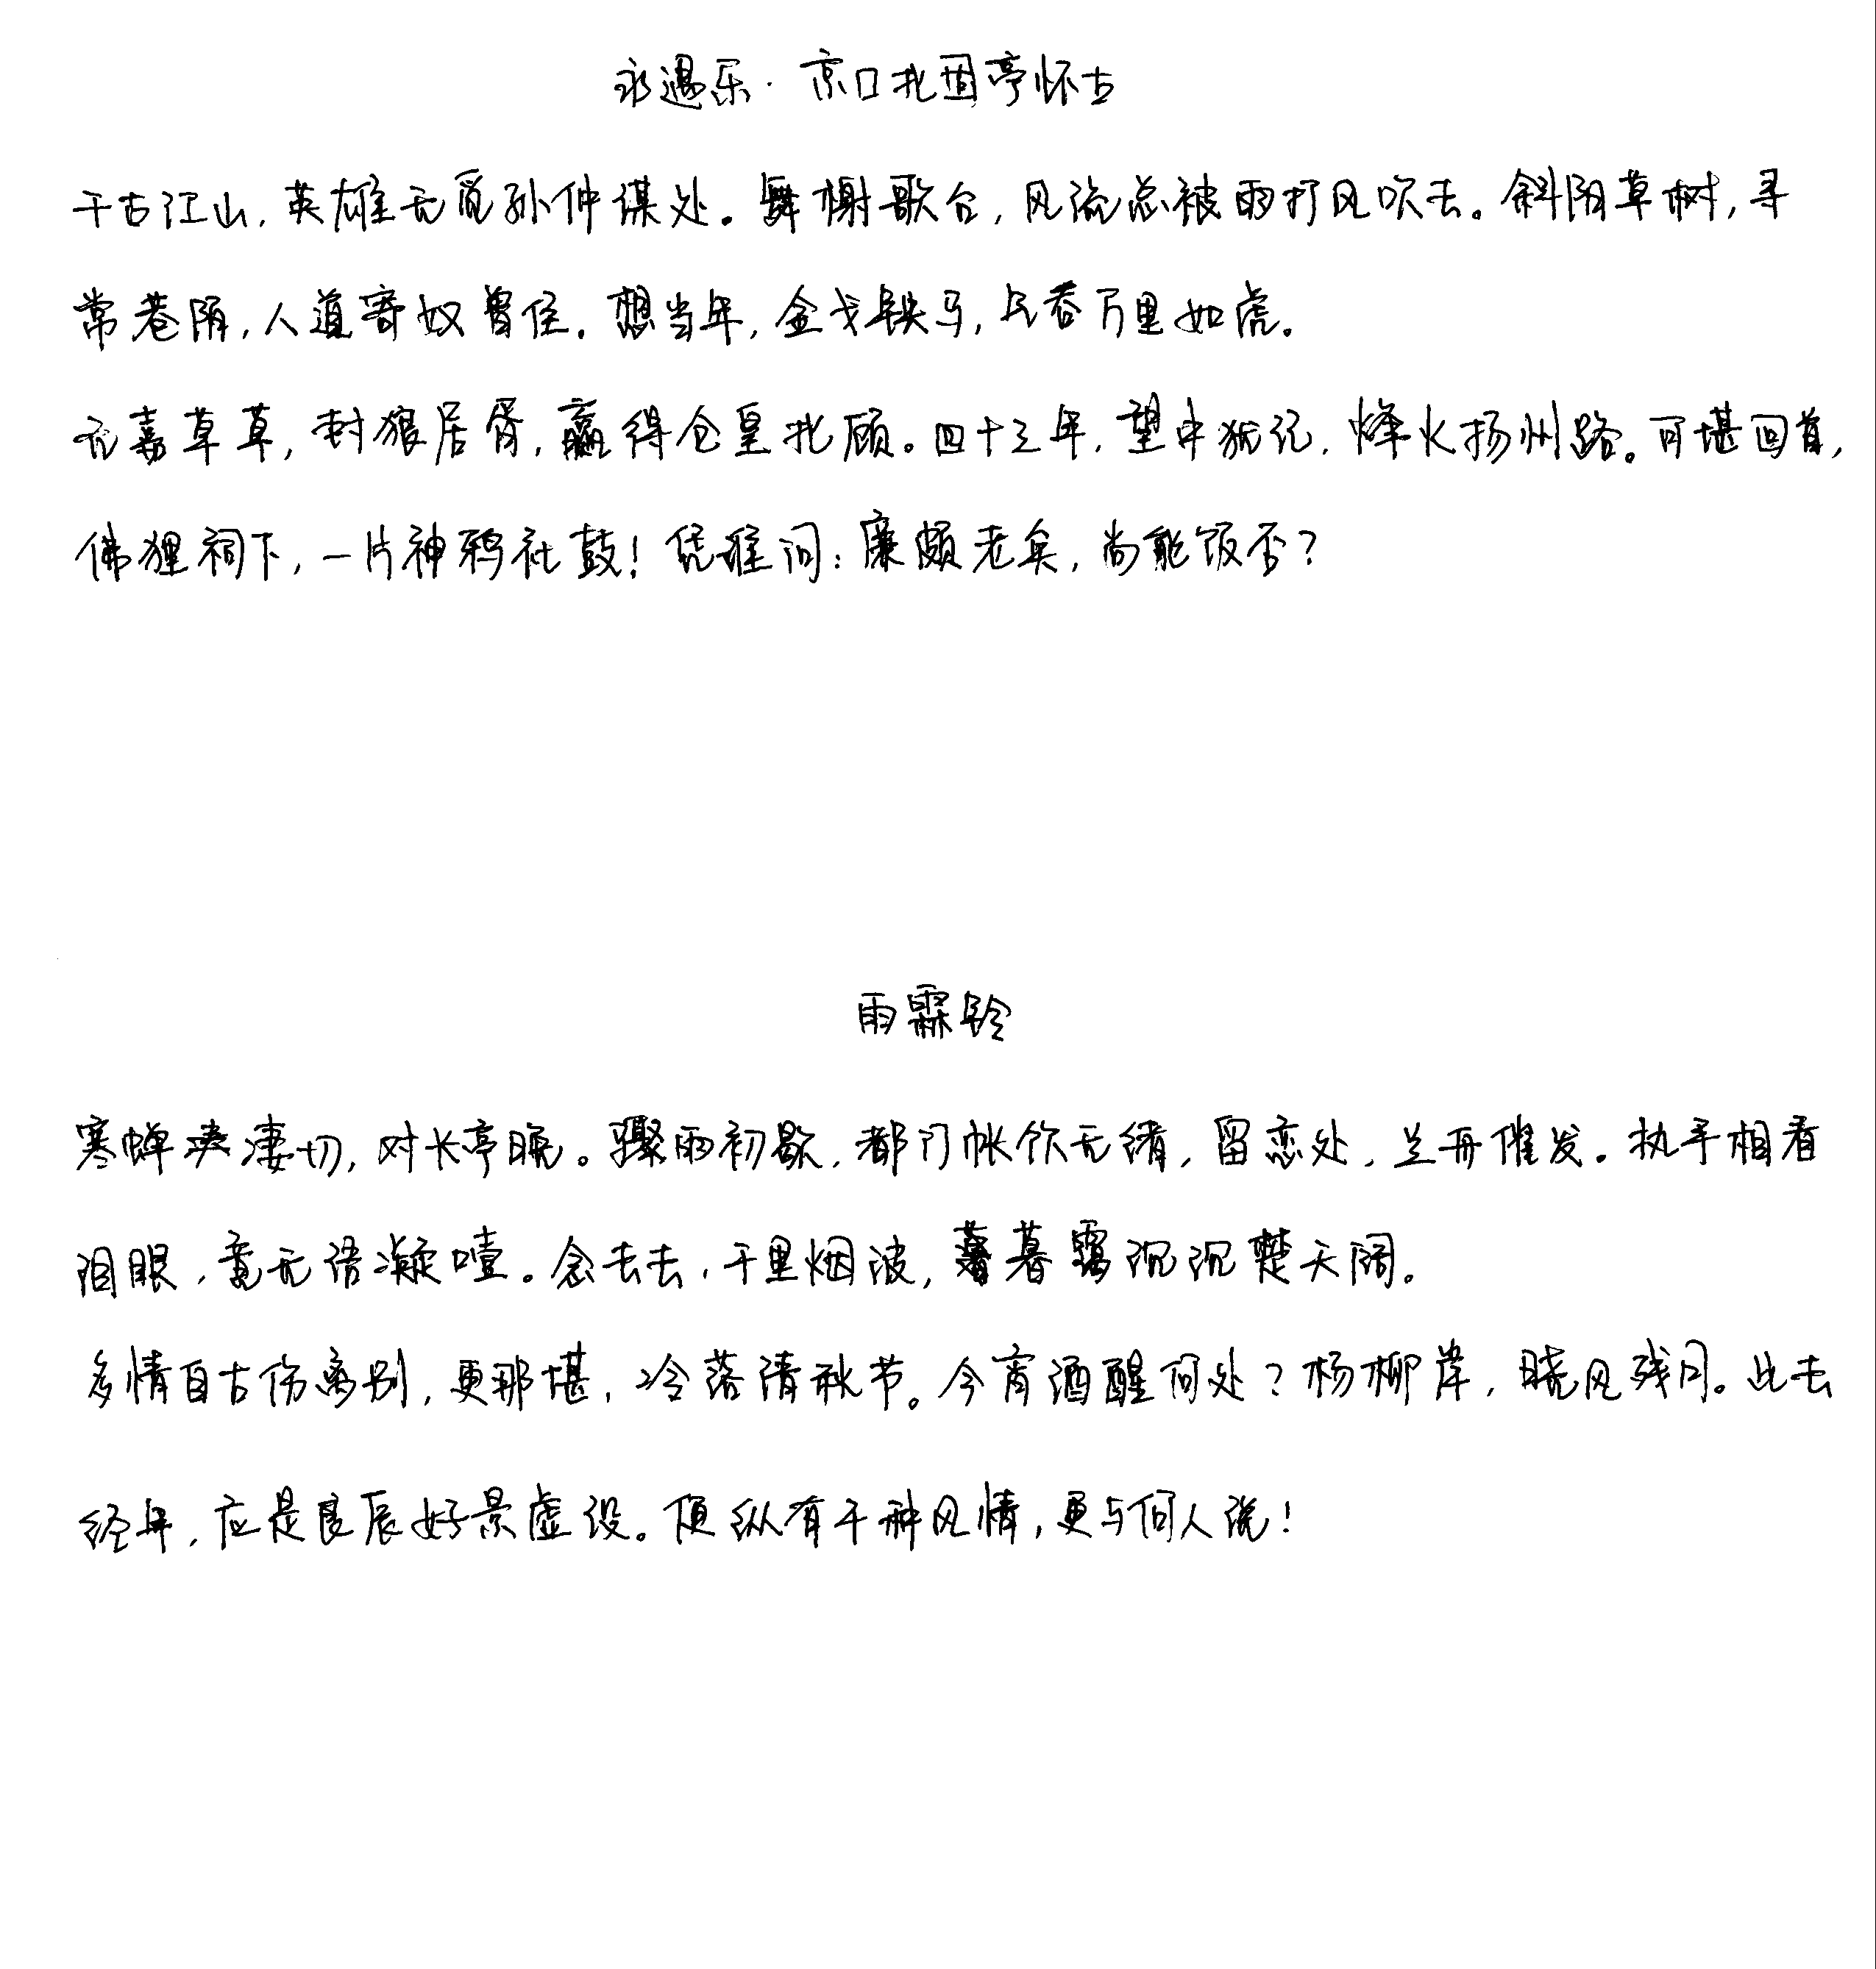 永遇乐·京口北固亭怀古
千古江山,英雄无觅孙仲谋处。舞榭歌台,风流总被雨打风吹去。斜阳草树,寻
常巷陌,人道寄奴曾住。想当年,金戈铁马,气吞万里如虎。
元嘉草草,封狼居胥,赢得仓皇北顾。四十三年,望中犹记,烽火扬州路。可堪回首,
佛狸祠下,一片神鸦社鼓!凭谁问:廉颇老矣,尚能饭否?
雨霖铃
寒蝉凄切,对长亭晚。骤雨初歇,都门帐饮无绪,留恋处,兰舟催发。执手相看
泪眼,竟无语凝噎。念去去,千里烟波,暮霭沉沉楚天阔。
多情自古伤离别,更那堪,冷落清秋节。今宵酒醒何处?杨柳岸,晓风残月。此去
经年,应是良辰好景虚设。便纵有千种风情,更与何人说!